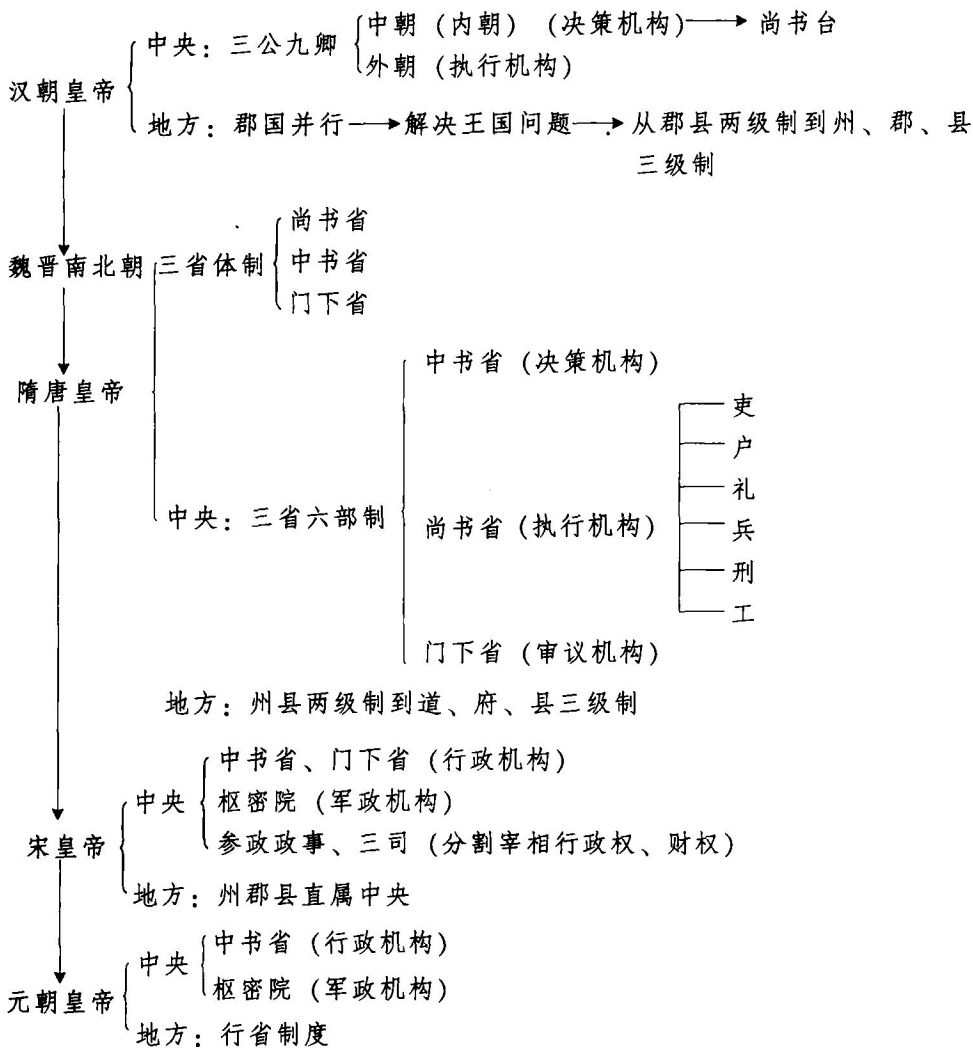 中央：三公九卿
中朝（内朝）（决策机构）
尚书台
外朝（执行机构）
汉朝皇帝
地方：郡国并行
解决王国问题
从郡县两级制到州、郡、县
三级制
尚书省
魏晋南北朝
三省体制
中书省
门下省
隋唐皇帝
中央：三省六部制
中书省（决策机构）
尚书省（执行机构）
吏
户
礼
兵
刑
工
门下省（审议机构）
地方：州县两级制到道、府、县三级制
宋皇帝
中央
中书省、门下省（行政机构）
枢密院（军政机构）
参政政事、三司（分割宰相行政权、财权）
地方：州郡县直属中央
元朝皇帝
中央
中书省（行政机构）
枢密院（军政机构）
地方：行省制度